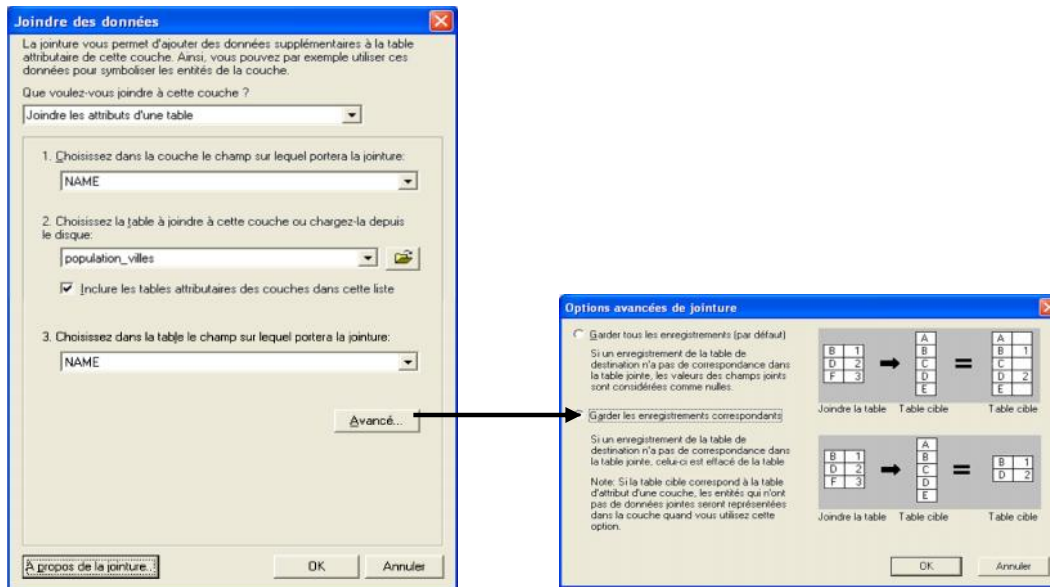 Joindre des données
La jointure vous permet d'ajouter des données supplémentaires à la table
attributaire de cette couche. Ainsi, vous pouvez par exemple utiliser ces
données pour symboliser les entités de la couche.
Que voulez-vous joindre à cette couche ?
Joindre les attributs d'une table
1. Choisissez dans la couche le champ sur lequel portera la jointure:
NAME
2. Choisissez la table à joindre à cette couche ou chargez-la depuis
le disque:
population_villes
Inclure les tables attributaires des couches dans cette liste
3. Choisissez dans la table le champ sur lequel portera la jointure:
NAME
Avancé...
À propos de la jointure..
OK
Annuler
Options avancées de jointure
Garder tous les enregistrements (par défaut)
Si un enregistrement de la table de
destination n'a pas de correspondance dans
la table jointe, les valeurs des champs joints
sont considérées comme nulles.
B 1
D 2
F 3
A
B
C
D
E
=
A
B 1
C
D 2
E
Joindre la table Table cible Table cible
Garder les enregistrements correspondants
Si un enregistrement de la table de
destination n'a pas de correspondance dans
la table jointe, celui-ci est effacé de la table
Note: Si la table cible correspond à la table
d'attribut d'une couche, les entités qui n'ont
pas de données jointes seront représentées
dans la couche quand vous utilisez cette
option.
B 1
D 2
F 3
A
B
C
D
E
=
B 1
D 2
Joindre la table Table cible Table cible
OK
Annuler